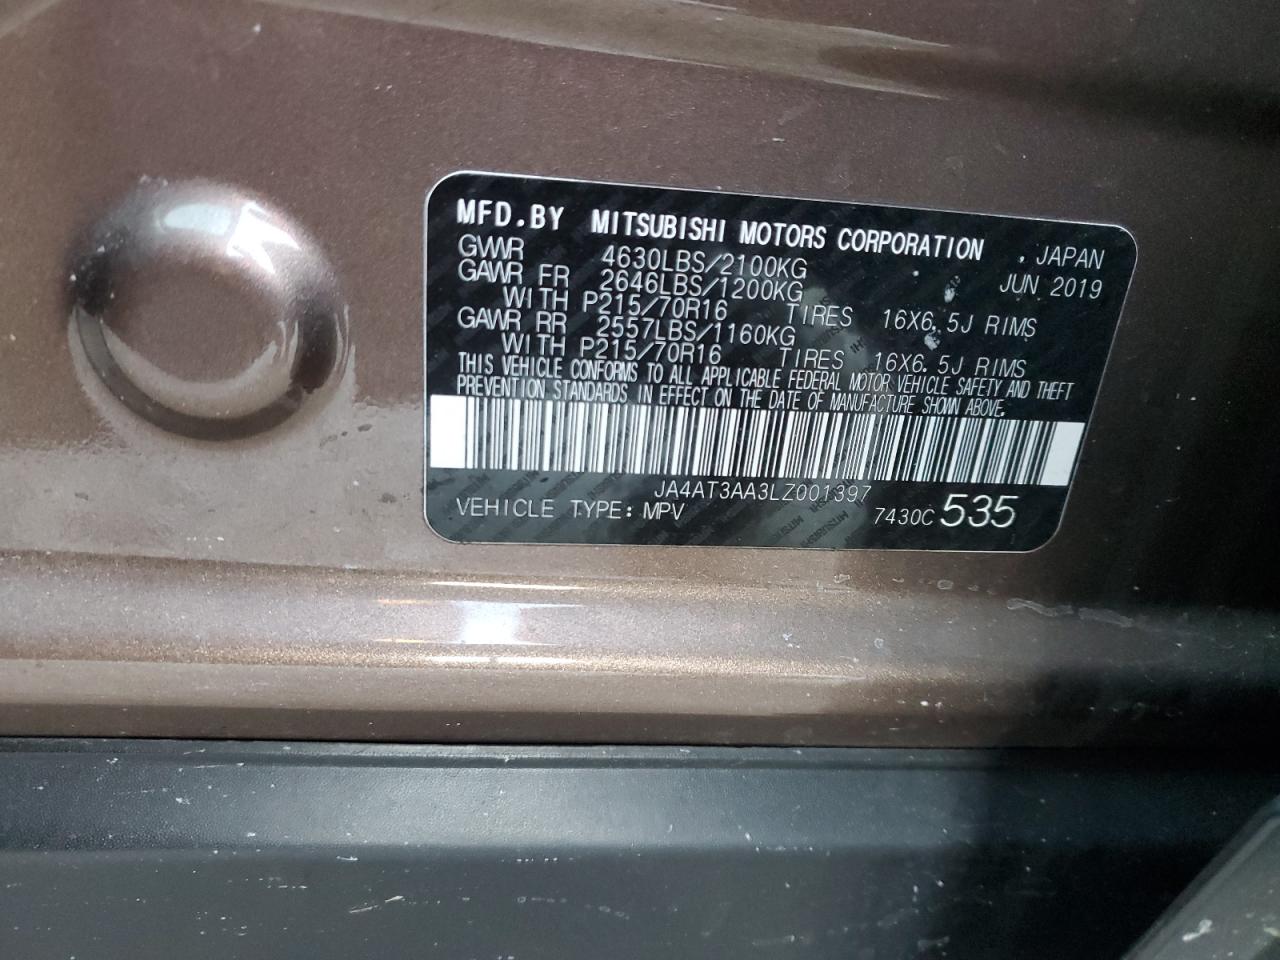 MFD.BY MITSUBISHI MOTORS CORPORATION . JAPAN
GVWR 4630LBS/2100KG JUN 2019
GAWR FR 2646LBS/1200KG
WITH P215/70R16 TIRES 16X6.5J RIMS
GAWR RR 2557LBS/1160KG
WITH P215/70R16 TIRES 16X6.5J RIMS
THIS VEHICLE CONFORMS TO ALL APPLICABLE FEDERAL MOTOR VEHICLE SAFETY AND THEFT
PREVENTION STANDARDS IN EFFECT ON THE DATE OF MANUFACTURE SHOWN ABOVE.
JA4AT3AA3LZ001397
VEHICLE TYPE: MPV 7430C 535